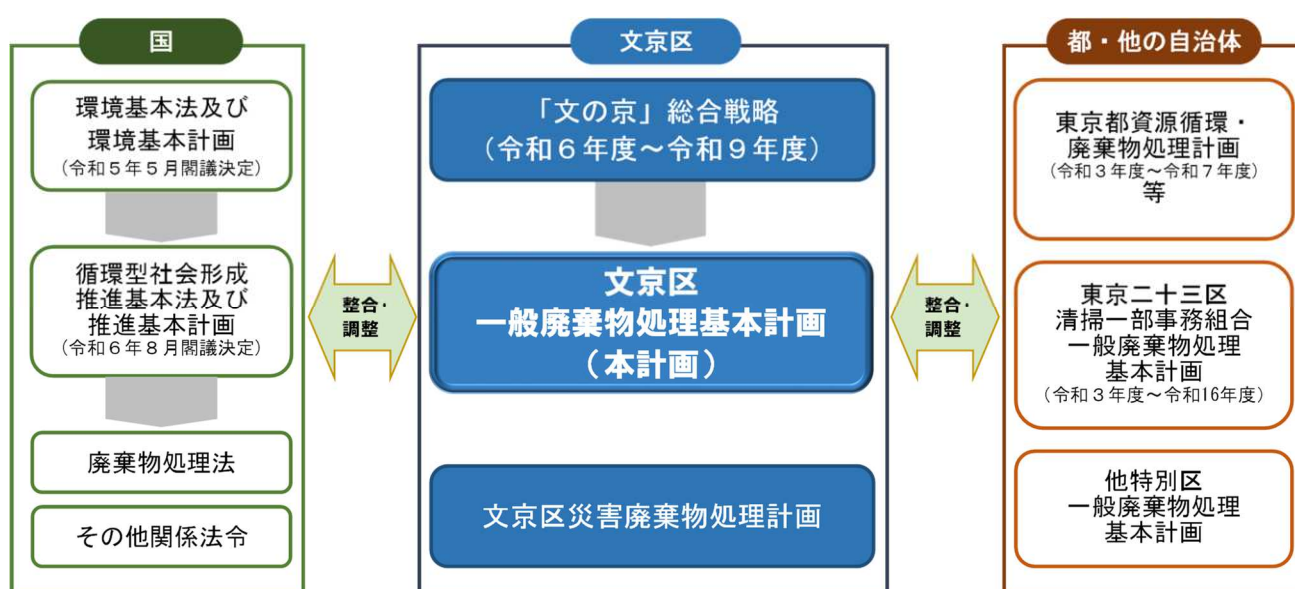 国
環境基本法及び
環境基本計画
(令和５年５月閣議決定)
循環型社会形成
推進基本法及び
推進基本計画
(令和６年８月閣議決定)
廃棄物処理法
その他関係法令
整合・
調整
文京区
「文の京」総合戦略
（令和６年度～令和９年度）
文京区
一般廃棄物処理基本計画
（本計画）
文京区災害廃棄物処理計画
整合・
調整
都・他の自治体
東京都資源循環・
廃棄物処理計画
(令和３年度～令和７年度)
等
東京二十三区
清掃一部事務組合
一般廃棄物処理
基本計画
（令和３年度～令和16年度）
他特別区
一般廃棄物処理
基本計画